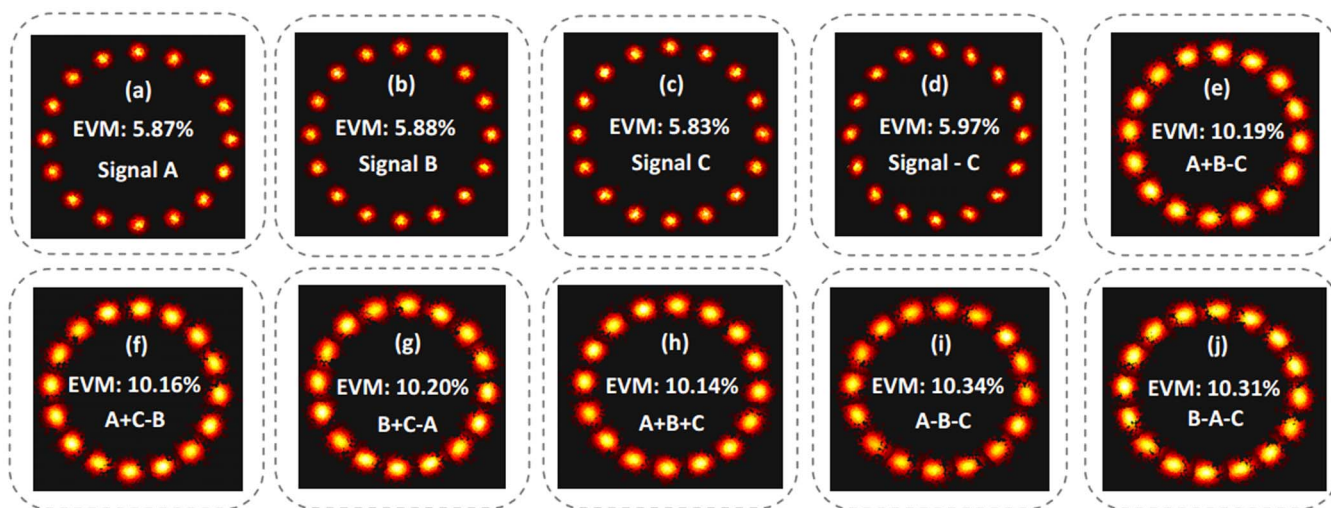 (a)
EVM: 5.87%
Signal A
(b)
EVM: 5.88%
Signal B
(c)
EVM: 5.83%
Signal C
(d)
EVM: 5.97%
Signal - C
(e)
EVM: 10.19%
A+B-C
(f)
EVM: 10.16%
A+C-B
(g)
EVM: 10.20%
B+C-A
(h)
EVM: 10.14%
A+B+C
(i)
EVM: 10.34%
A-B-C
(j)
EVM: 10.31%
B-A-C